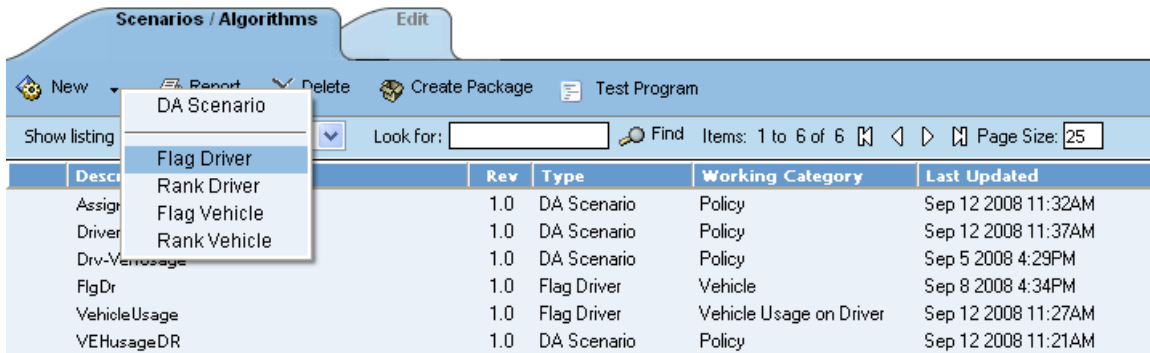 Scenarios / Algorithms Edit
New Report Delete Create Package Test Program
DA Scenario
Show listing Look for: Find Items: 1 to 6 of 6 Page Size: 25
Flag Driver
Rank Driver
Flag Vehicle
Rank Vehicle
Descri Rev Type Working Category Last Updated
Assign 1.0 DA Scenario Policy Sep 12 2008 11:32AM
Driver 1.0 DA Scenario Policy Sep 12 2008 11:37AM
Drv-VehUsage 1.0 DA Scenario Policy Sep 5 2008 4:29PM
FlgDr 1.0 Flag Driver Vehicle Sep 8 2008 4:34PM
VehicleUsage 1.0 Flag Driver Vehicle Usage on Driver Sep 12 2008 11:27AM
VEHusageDR 1.0 DA Scenario Policy Sep 12 2008 11:21AM